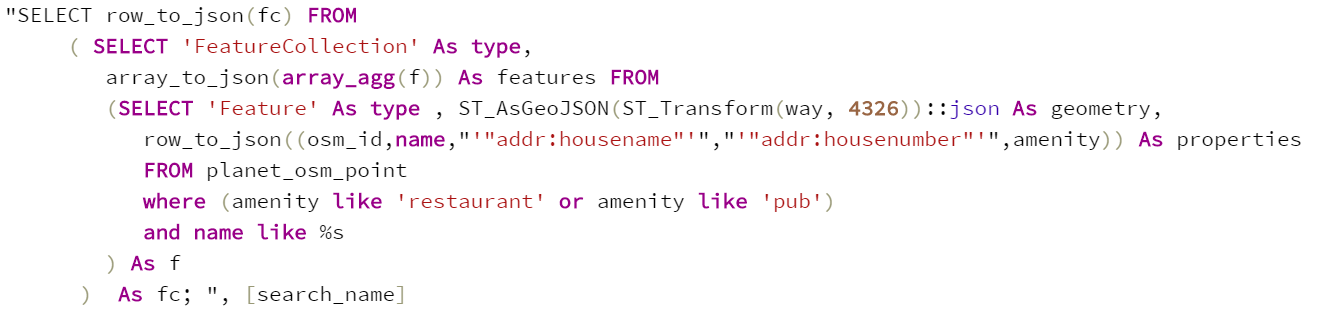 "SELECT row_to_json(fc) FROM
( SELECT 'FeatureCollection' As type,
array_to_json(array_agg(f)) As features FROM
(SELECT 'Feature' As type , ST_AsGeoJSON(ST_Transform(way, 4326))::json As geometry,
row_to_json((osm_id,name,"'"addr:housename"'","'"addr:housenumber"'",amenity)) As properties
FROM planet_osm_point
where (amenity like 'restaurant' or amenity like 'pub')
and name like %s
) As f
) As fc; ", [search_name]